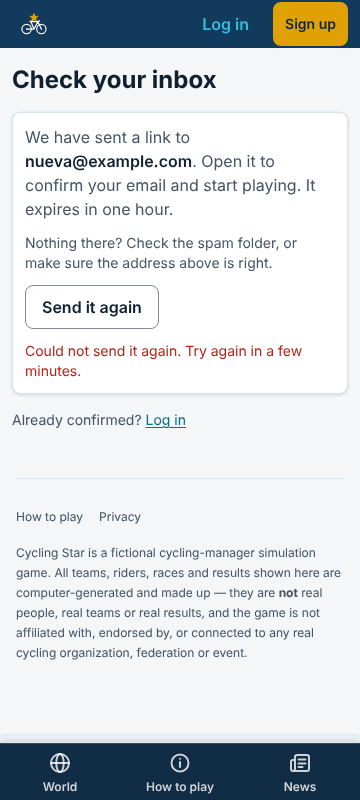 Log in
Sign up
Check your inbox
We have sent a link to
nueva@example.com. Open it to
confirm your email and start playing. It
expires in one hour.
Nothing there? Check the spam folder, or
make sure the address above is right.
Send it again
Could not send it again. Try again in a few
minutes.
Already confirmed? Log in
How to play
Privacy
Cycling Star is a fictional cycling-manager simulation
game. All teams, riders, races and results shown here are
computer-generated and made up — they are not real
people, real teams or real results, and the game is not
affiliated with, endorsed by, or connected to any real
cycling organization, federation or event.
World
How to play
News